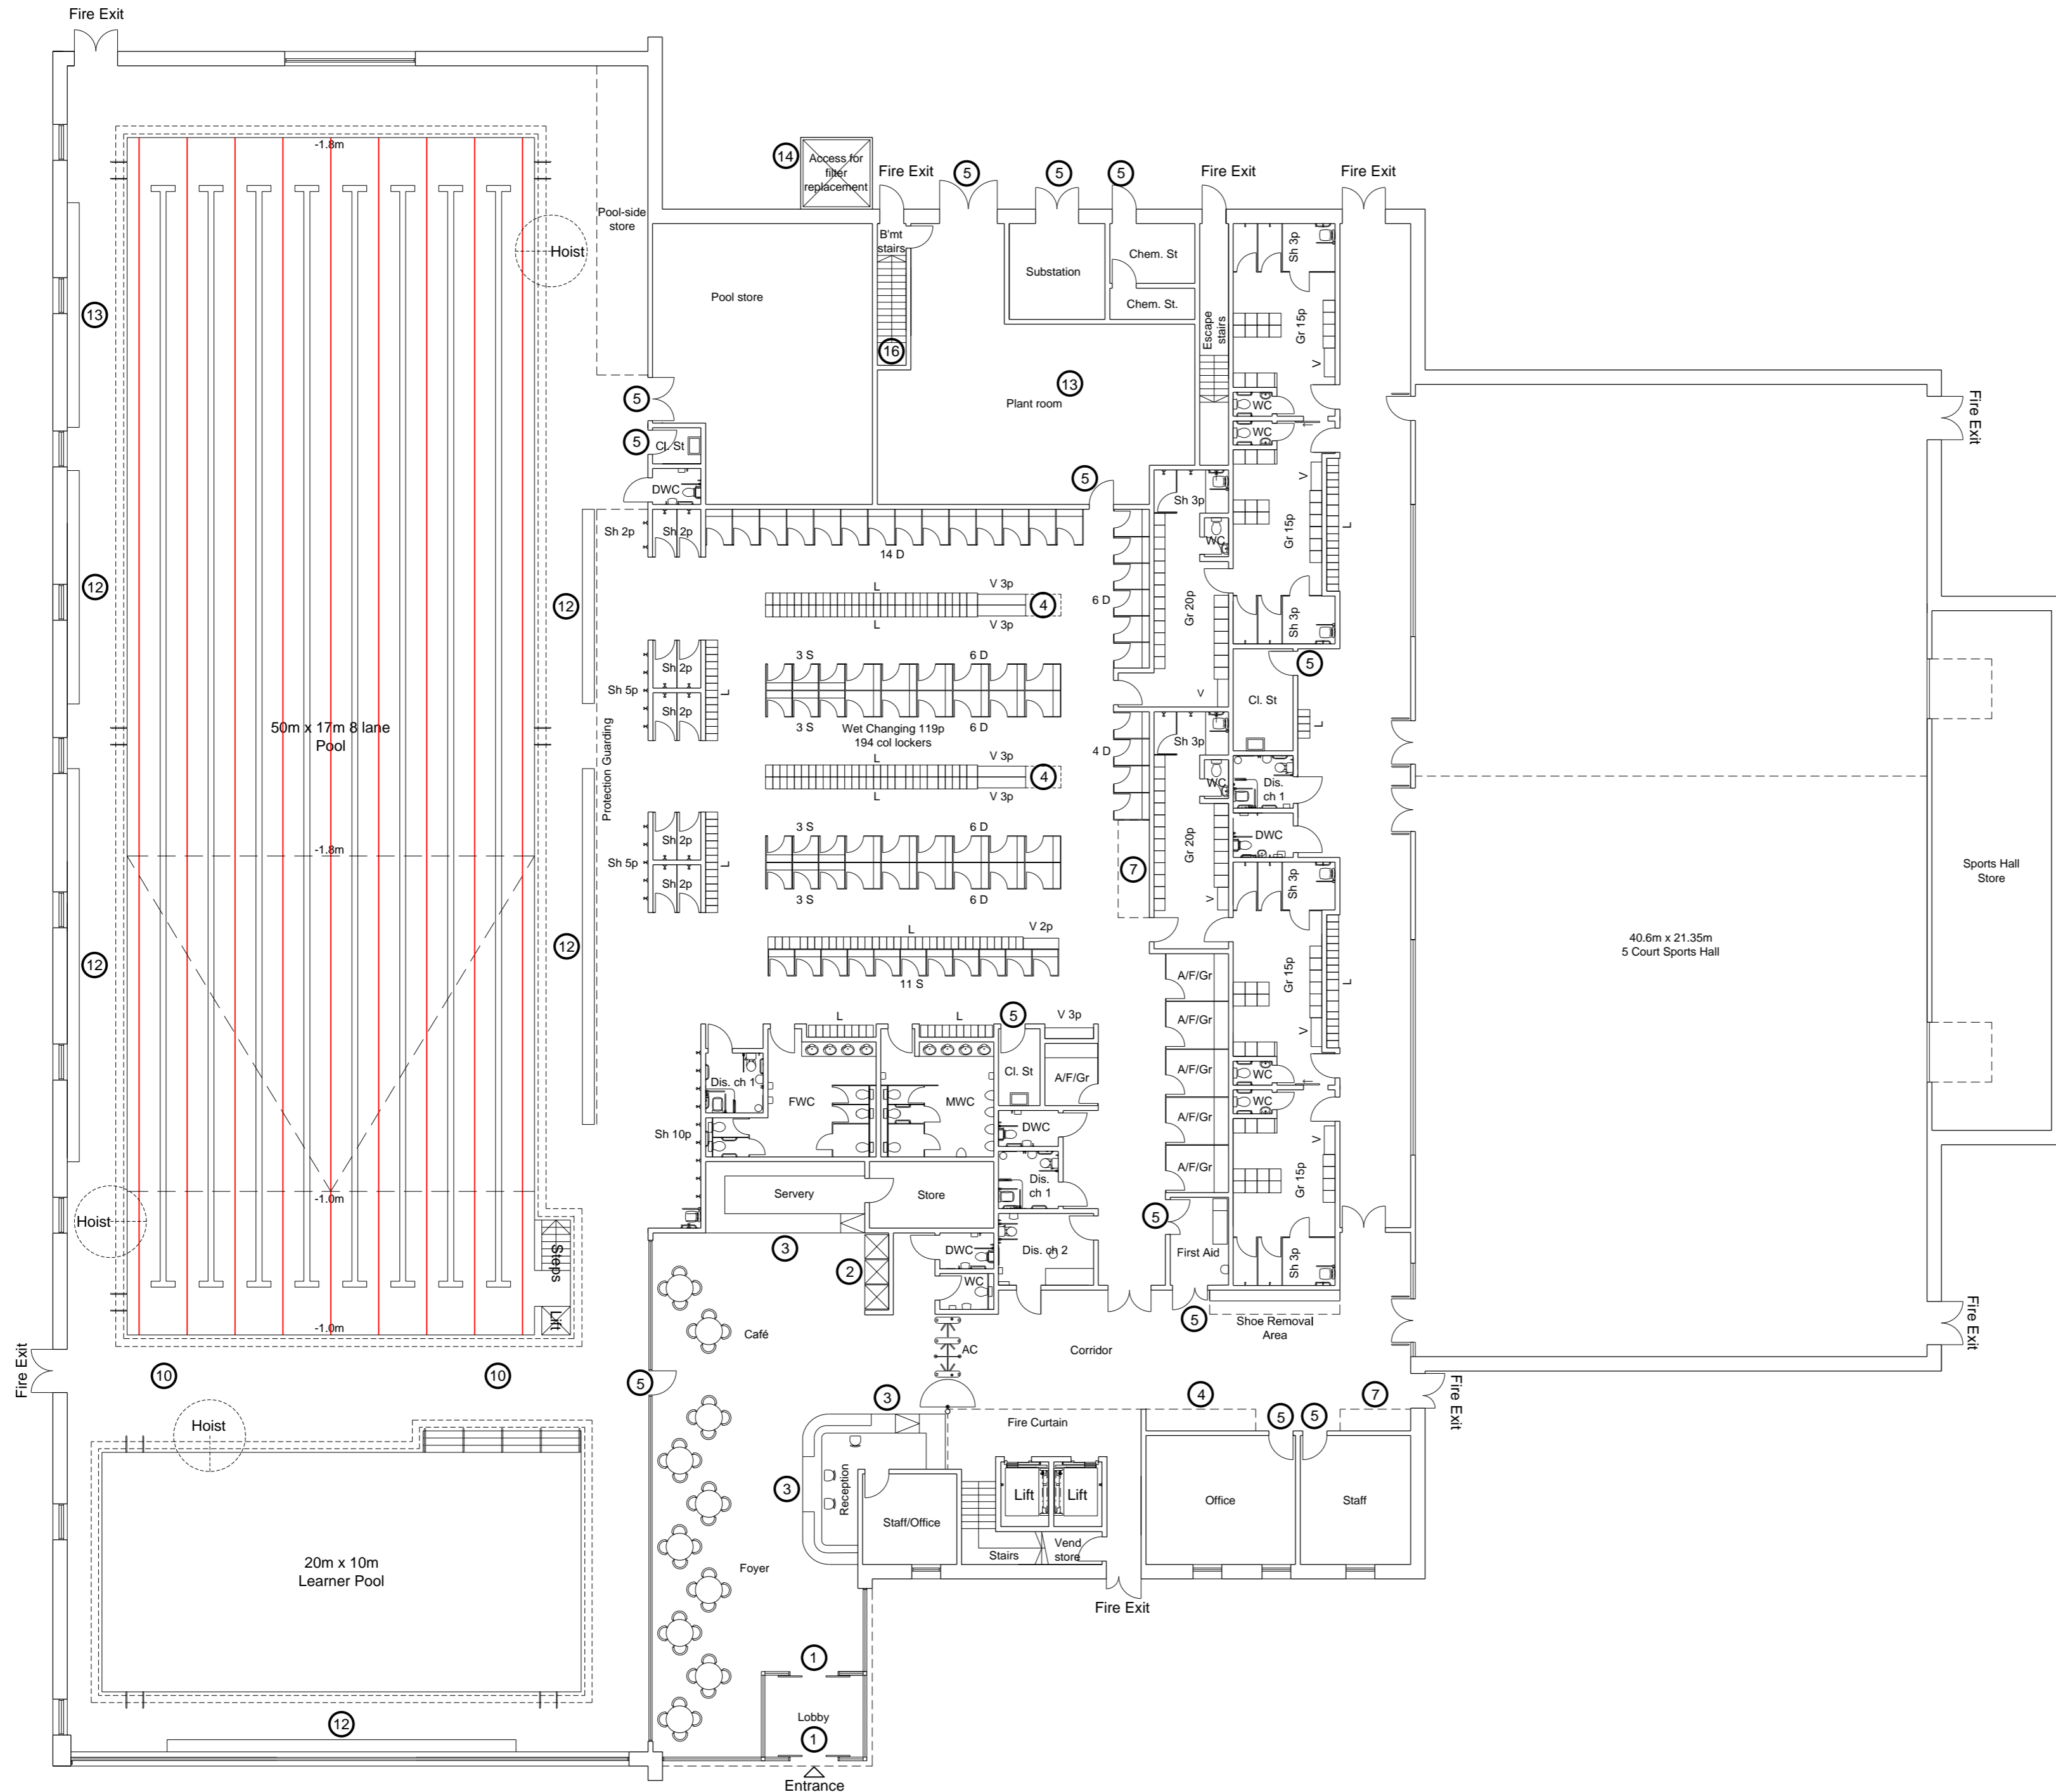 Fire Exit
-1.8m
14
Access for
filter
replacement
Fire Exit
5
5
5
Fire Exit
Fire Exit
Pool-side
store
Hoist
B'mt
stairs
Sh 3p
Chem. St
Substation
Pool store
Chem. St.
13
Escape
stairs
Gr 15p
16
V
13
Plant room
5
WC
Fire Exit
WC
5
Cl. St
V
5
DWC
Sh 3p
Sh 2p
Sh 2p
WC
Gr 15p
L
14 D
12
L
V 3p
12
4
6 D
Gr 20p
L
V 3p
Sh 3p
3 S
6 D
Sh 2p
5
Sh 5p
L
V
Cl. St
Sh 2p
3 S
6 D
50m x 17m 8 lane
Pool
Wet Changing 119p
194 col lockers
L
Sh 3p
4 D
L
V 3p
Protection Guarding
4
WC
Dis.
ch 1
L
V 3p
3 S
6 D
DWC
Sh 2p
-1.8m
Gr 20p
Sh 5p
L
7
Sports Hall
Store
Sh 3p
Sh 2p
3 S
6 D
V
V 2p
L
12
12
40.6m x 21.35m
5 Court Sports Hall
A/F/Gr
11 S
Gr 15p
L
L
L
5
V 3p
A/F/Gr
V
Cl. St
A/F/Gr
A/F/Gr
WC
Dis. ch 1
FWC
MWC
WC
A/F/Gr
DWC
Sh 10p
V
A/F/Gr
Dis.
ch 1
Gr 15p
Servery
Store
-1.0m
Hoist
5
3
DWC
Dis. ch 2
First Aid
Steps
Sh 3p
2
WC
Lift
-1.0m
Café
5
Shoe Removal
Area
Fire Exit
AC
Corridor
Fire Exit
10
10
5
3
4
7
Fire Exit
Hoist
Fire Curtain
5
5
3
Reception
Lift
Lift
Office
Staff
Staff/Office
20m x 10m
Learner Pool
Foyer
Stairs
Vend
store
Fire Exit
1
12
Lobby
1
Entrance